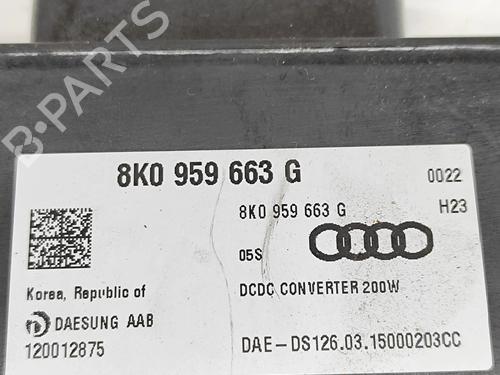 8K0 959 663 G
0022
8K0 959 663 G
H23
05S
Korea, Republic of
DCDC CONVERTER 200W
DAESUNG AAB
120012875
DAE-DS126.03.15000203CC
B-PARTS